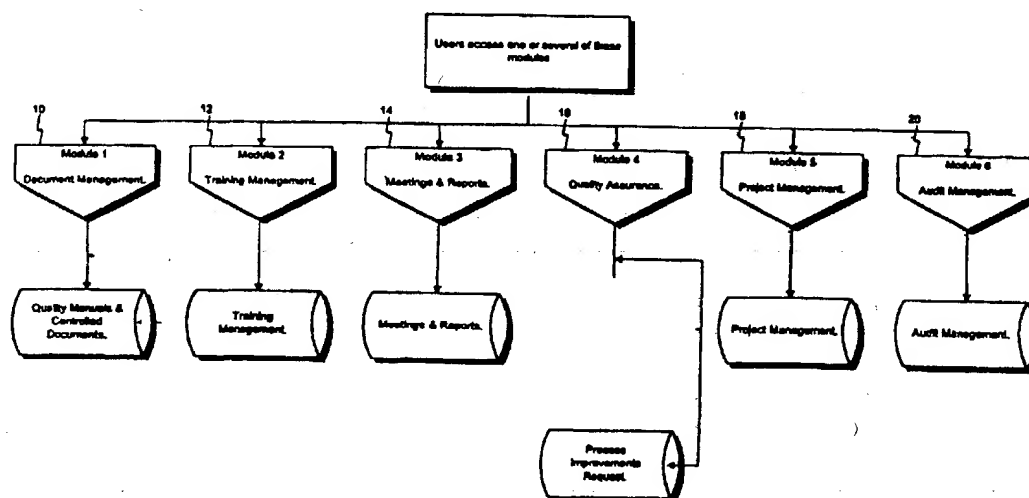 Users access one or several of these
modules
10
12
14
16
18
20
Module 1
Document Management.
Module 2
Training Management.
Module 3
Meetings & Reports.
Module 4
Quality Assurance.
Module 5
Project Management.
Module 6
Audit Management.
Quality Manuals &
Controlled
Documents.
Training
Management.
Meetings & Reports.
Project Management.
Audit Management.
Process
Improvements
Request.